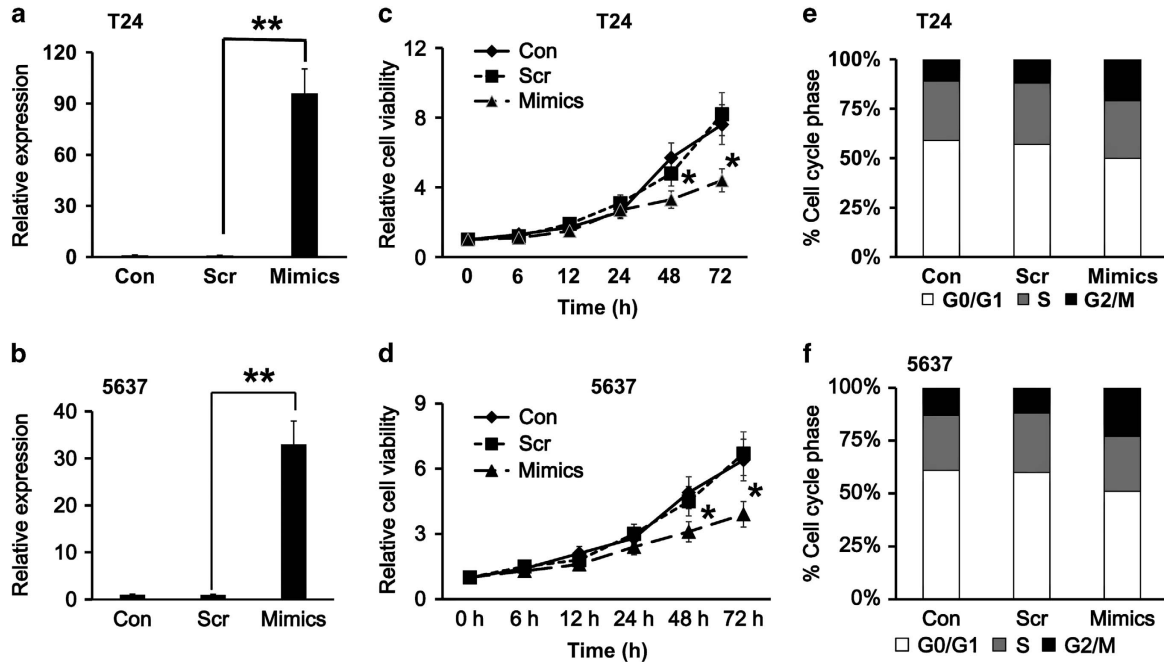 a
T24
**
Relative expression
120
90
60
30
0
Con Scr Mimics
c
T24
Relative cell viability
12
8
4
0
Con
Scr
Mimics
*
*
0 6 12 24 48 72
Time (h)
e
T24
% Cell cycle phase
100%
75%
50%
25%
0%
Con Scr Mimics
G0/G1 S G2/M
b
5637
**
Relative expression
40
30
20
10
0
Con Scr Mimics
d
5637
Relative cell viability
9
6
3
0
Con
Scr
Mimics
*
*
0 h 6 h 12 h 24 h 48 h 72 h
Time (h)
f
5637
% Cell cycle phase
100%
75%
50%
25%
0%
Con Scr Mimics
G0/G1 S G2/M